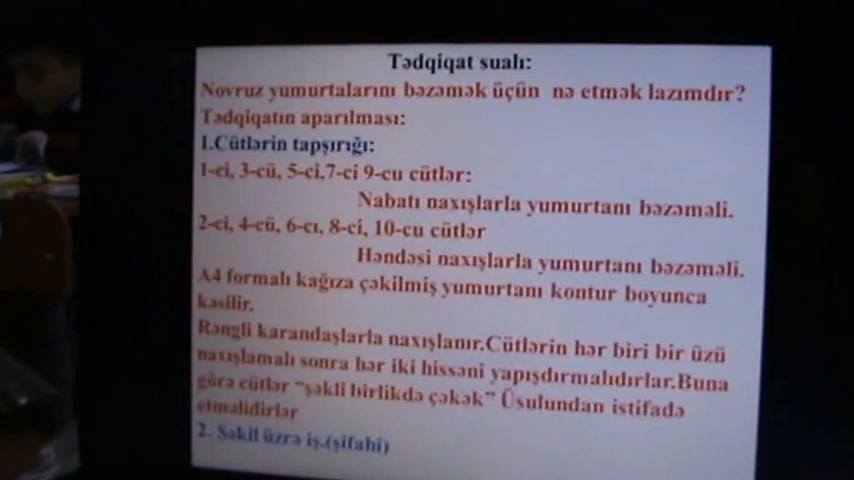 Tədqiqat sualı:
Novruz yumurtalarını bəzəmək üçün nə etmək lazımdır?
Tədqiqatın aparılması:
1.Cütlərin tapşırığı:
1-ci, 3-cü, 5-ci.7-ci 9-cu cütlər:
Nabatı naxışlarla yumurtanı bəzəməli.
2-ci, 4-cü, 6-cı, 8-ci, 10-cu cütlər
Həndəsi naxışlarla yumurtanı bəzəməli.
A4 formalı kağıza çəkilmiş yumurtanı kontur boyunca
kəsilir.
Rəngli karandaşlarla naxışlanır.Cütlərin hər biri bir üzü
naxışlamalı sonra hər iki hissəni yapışdırmalıdırlar.Buna
görə cütlər “şəkli birlikdə çəkək” Üsulundan istifadə
etməlidirlər
2. Şəkil üzrə iş.(şifahi)